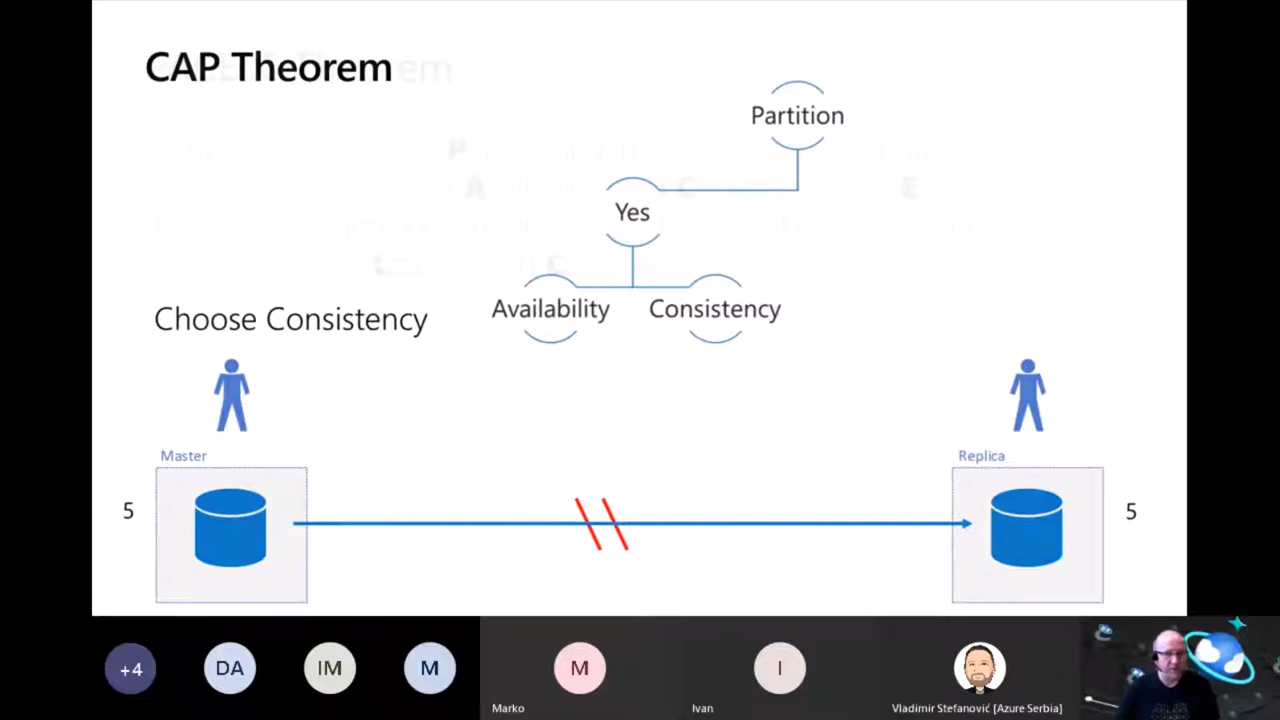 CAP Theorem
Partition
Yes
Availability
Consistency
Choose Consistency
Master
Replica
5
5
+4
DA
IM
M
M
I
Marko
Ivan
Vladimir Stefanović [Azure Serbia]